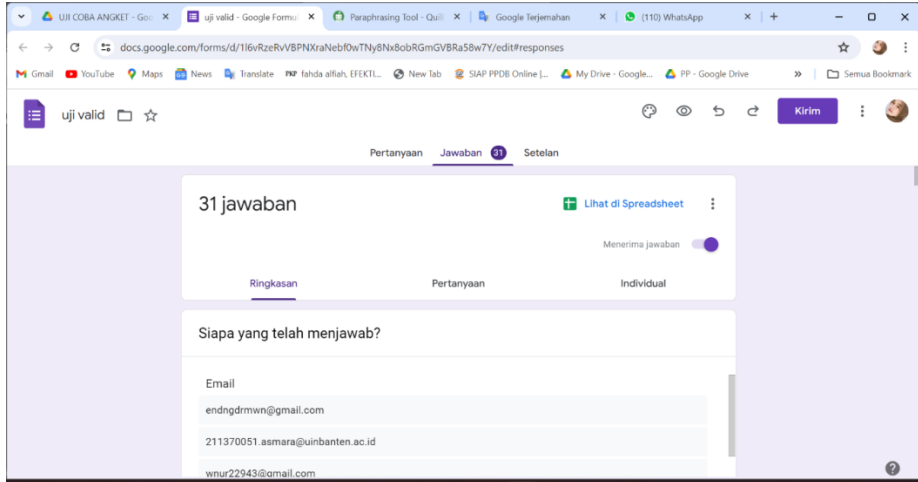 UJI COBA ANGKET - Goo
uji valid - Google Formul
Paraphrasing Tool - Quill
Google Terjemahan
(110) WhatsApp
docs.google.com/forms/d/1l6vRzeRvVBPNXraNebf0wTNy8Nx8obRGmGVBRa58w7Y/edit#responses
Gmail
YouTube
Maps
News
Translate
PKP fahda alfiah, EFEKTI...
New Tab
SIAP PPDB Online |...
My Drive - Google...
PP - Google Drive
»
Semua Bookmark
uji valid
Kirim
Pertanyaan
Jawaban 31
Setelan
31 jawaban
Lihat di Spreadsheet
Menerima jawaban
Ringkasan
Pertanyaan
Individual
Siapa yang telah menjawab?
Email
endngdrmwn@gmail.com
211370051.asmara@uinbanten.ac.id
wnur22943@gmail.com